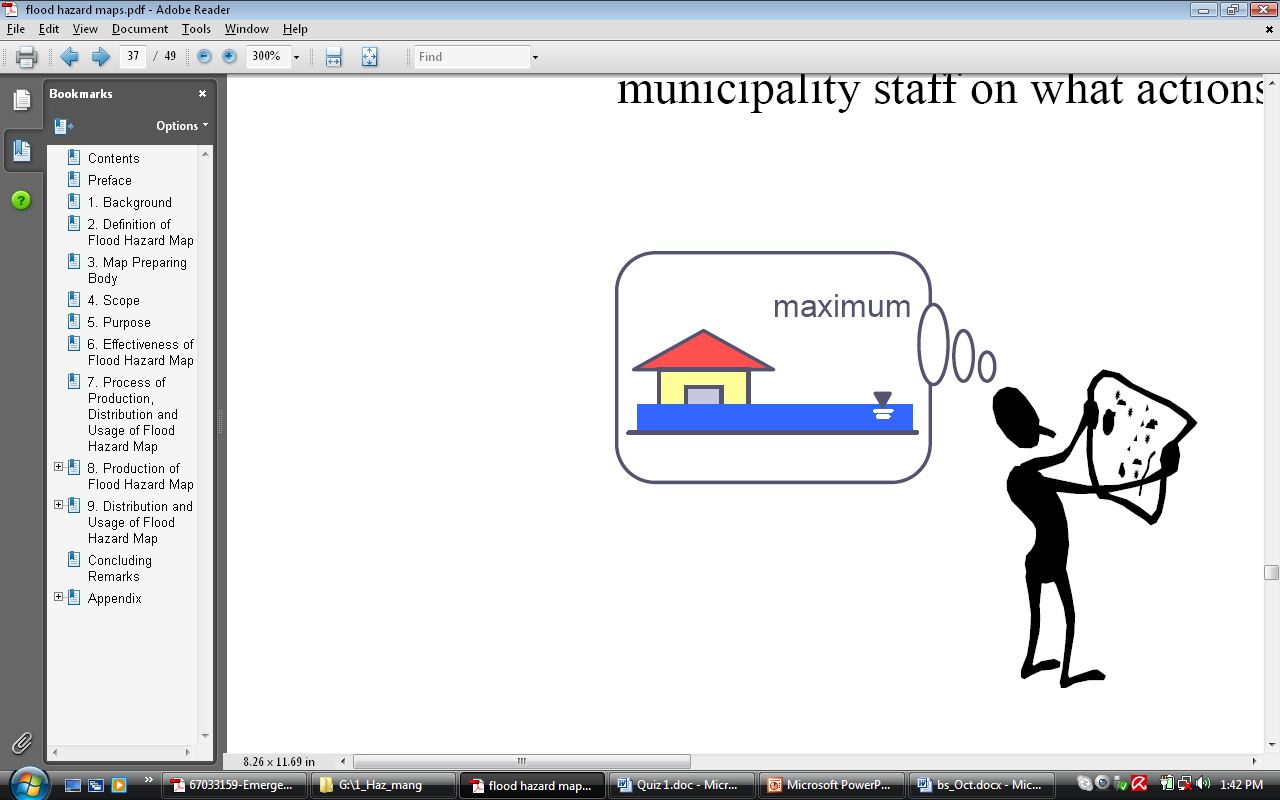 flood hazard maps.pdf - Adobe Reader
File Edit View Document Tools Window Help
37 / 49 300% Find
Bookmarks
Options
Contents
Preface
1. Background
2. Definition of
Flood Hazard Map
3. Map Preparing
Body
4. Scope
5. Purpose
6. Effectiveness of
Flood Hazard Map
7. Process of
Production,
Distribution and
Usage of Flood
Hazard Map
8. Production of
Flood Hazard Map
9. Distribution and
Usage of Flood
Hazard Map
Concluding
Remarks
Appendix
municipality staff on what actions
maximum
8.26 x 11.69 in
67033159-Emerge... G:\1_Haz_mang flood hazard map... Quiz 1.doc - Micr... Microsoft PowerP... bs_Oct.docx - Mic... 1:42 PM